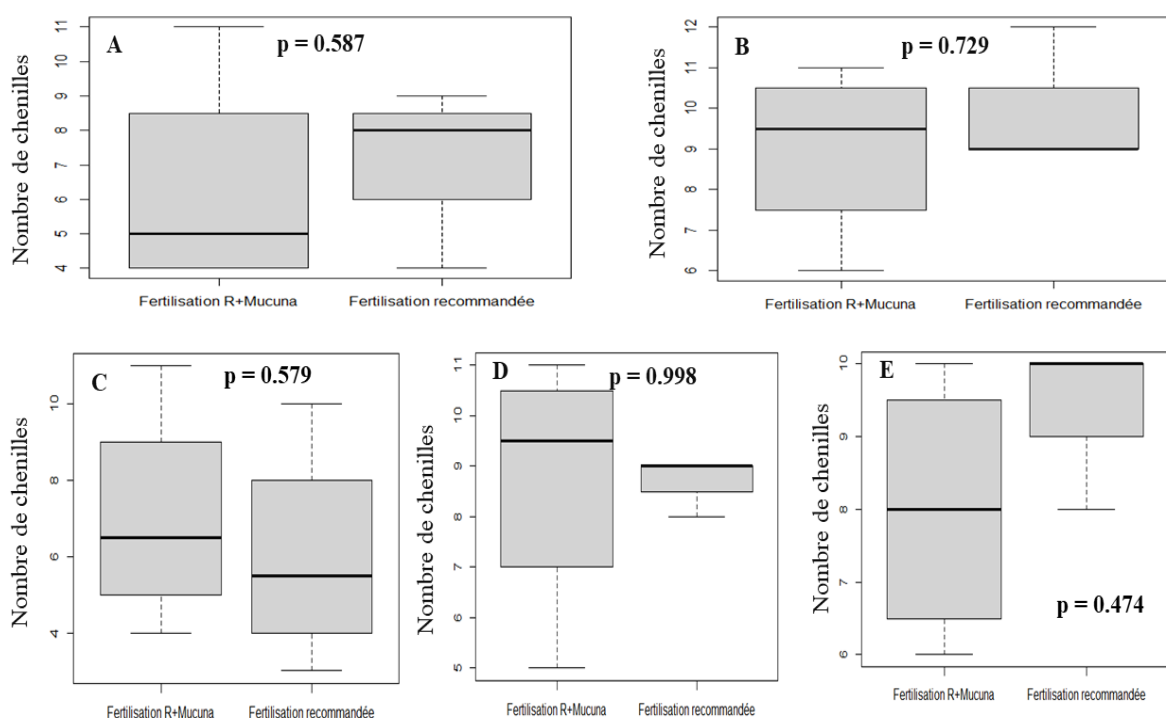 A
p = 0.587
Nombre de chenilles
11
10
9
8
7
6
5
4
Fertilisation R+Mucuna
Fertilisation recommandée
B
p = 0.729
Nombre de chenilles
12
11
10
9
8
7
6
Fertilisation R+Mucuna
Fertilisation recommandée
C
p = 0.579
Nombre de chenilles
10
8
6
4
Fertilisation R+Mucuna
Fertilisation recommandée
D
p = 0.998
Nombre de chenilles
11
10
9
8
7
6
5
Fertilisation R+Mucuna
Fertilisation recommandée
E
p = 0.474
Nombre de chenilles
10
9
8
7
6
Fertilisation R+Mucuna
Fertilisation recommandée